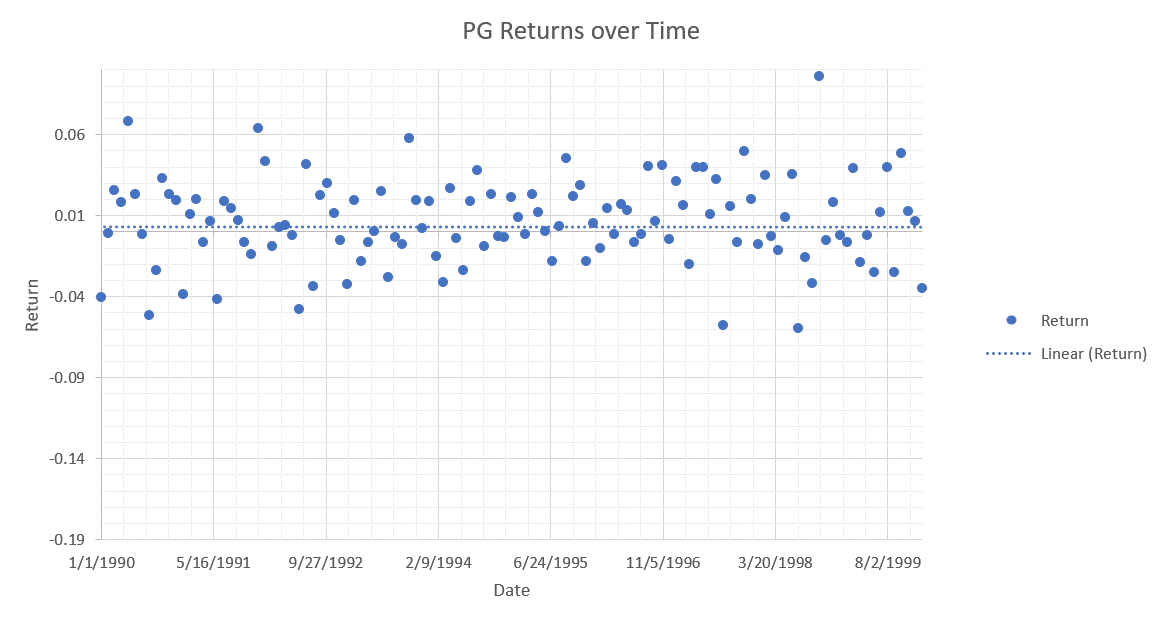 PG Returns over Time
0.06
0.01
-0.04
-0.09
-0.14
-0.19
Return
1/1/1990 5/16/1991 9/27/1992 2/9/1994 6/24/1995 11/5/1996 3/20/1998 8/2/1999
Date
Return
Linear (Return)